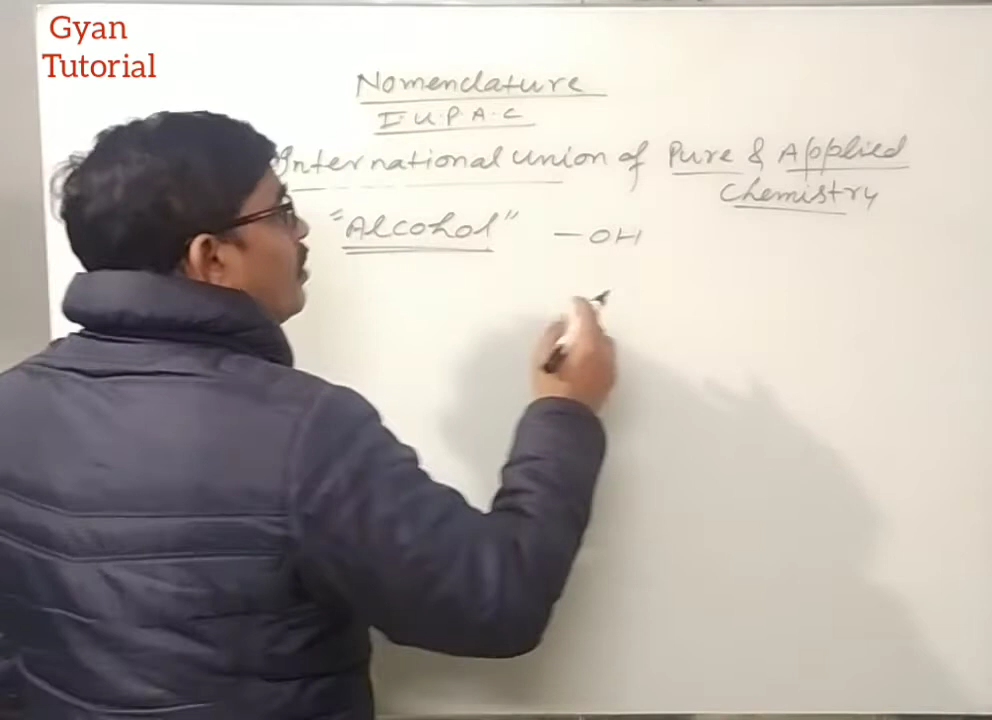 Gyan
Tutorial
Nomenclature
I.U.P.A.C
International Union of Pure & Applied
Chemistry
"Alcohol" -OH